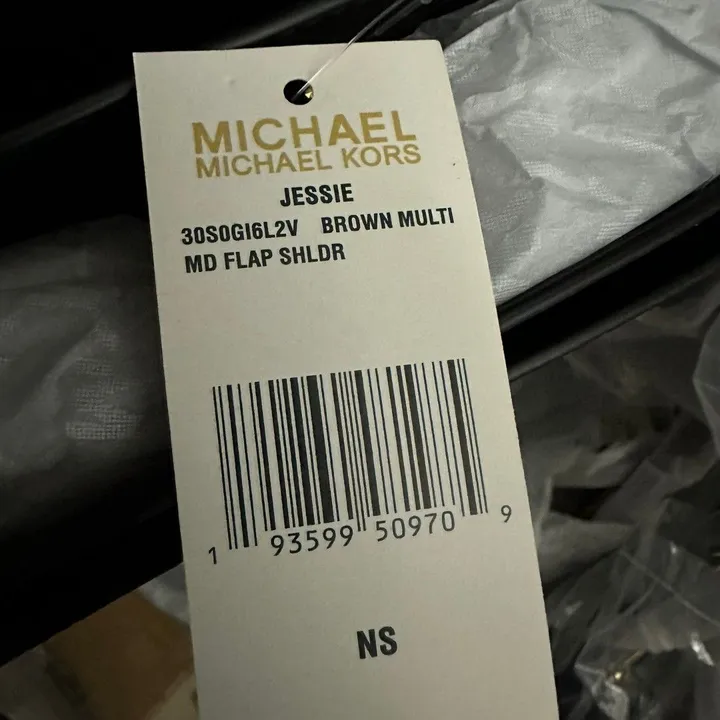 MICHAEL
MICHAEL KORS
JESSIE
30S0GI6L2V BROWN MULTI
MD FLAP SHLDR
1 93599 50970 9
NS